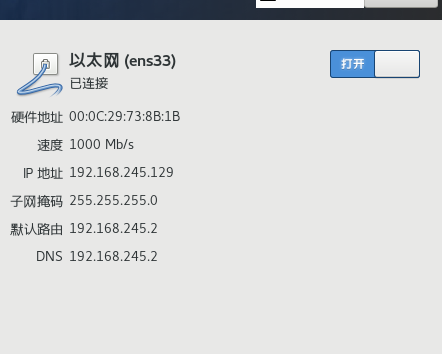 以太网 (ens33)
已连接
打开
硬件地址 00:0C:29:73:8B:1B
速度 1000 Mb/s
IP 地址 192.168.245.129
子网掩码 255.255.255.0
默认路由 192.168.245.2
DNS 192.168.245.2